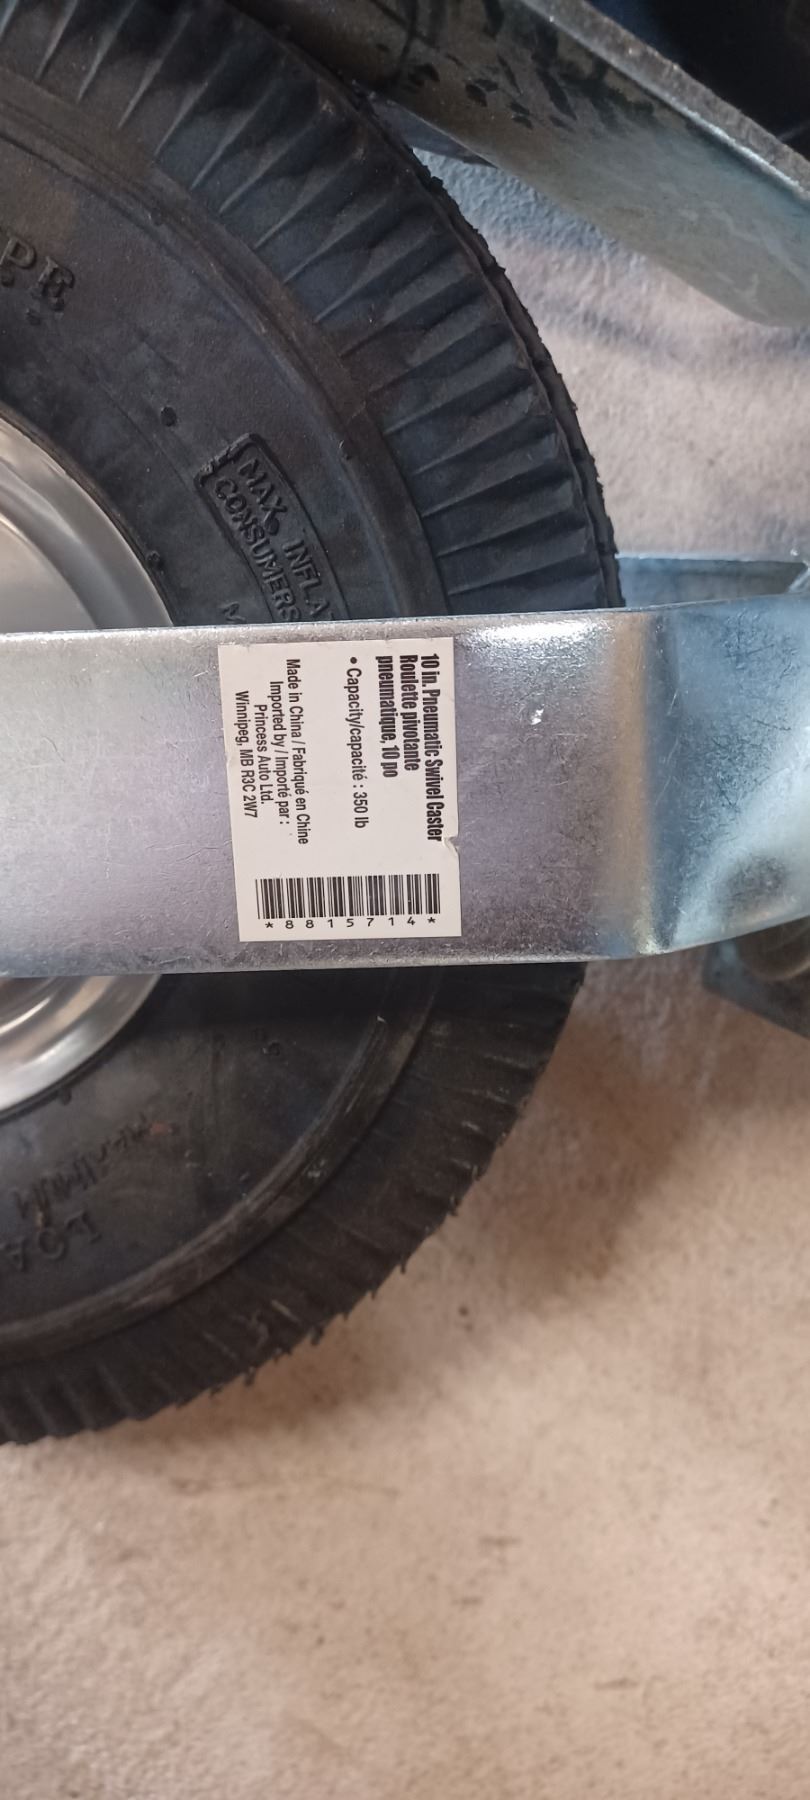 10 in. Pneumatic Swivel Caster
Roulette pivotante
pneumatique, 10 po
• Capacity/capacité : 350 lb
Made in China / Fabriqué en Chine
Imported by / Importé par :
Princess Auto Ltd.
Winnipeg, MB R3C 2W7
*8815714*
MAX. INFLA
CONSUMERS